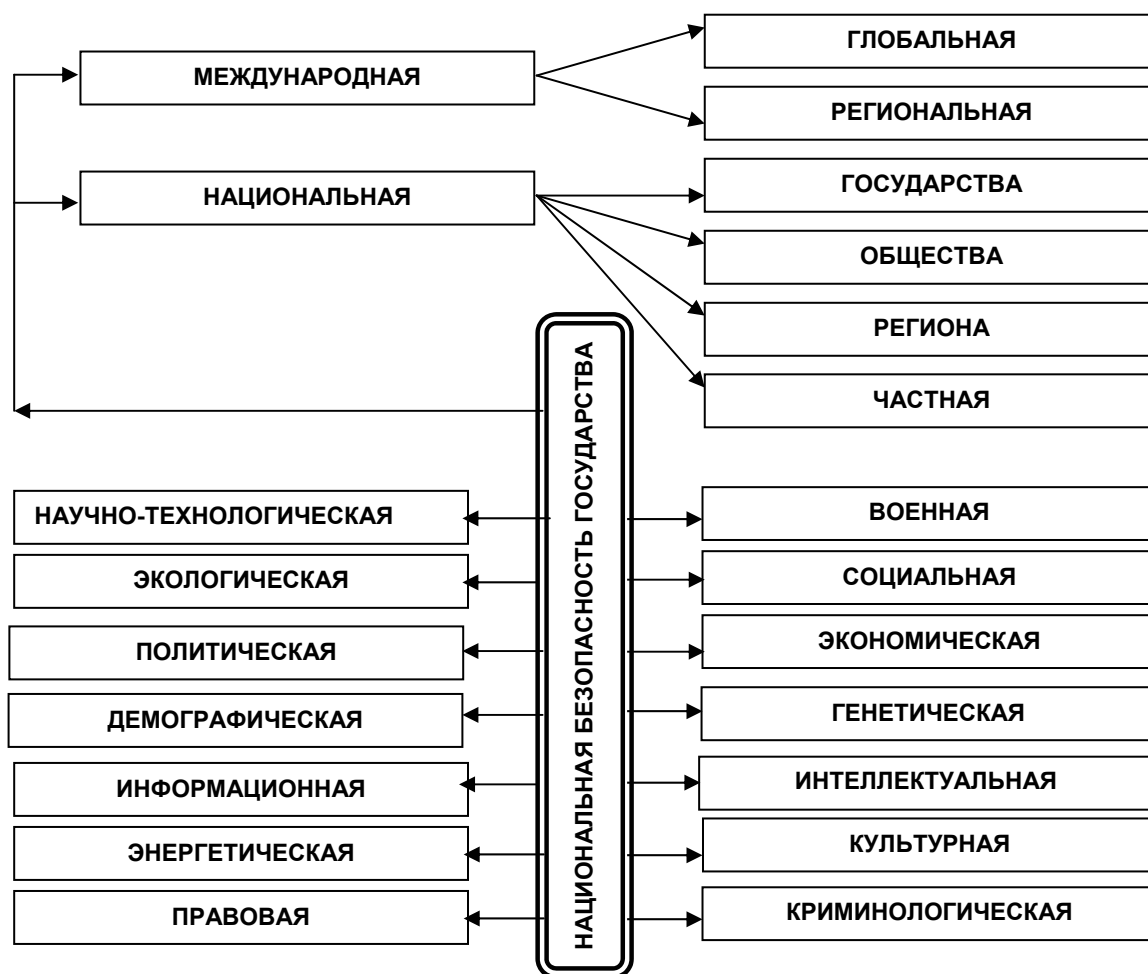 МЕЖДУНАРОДНАЯ
ГЛОБАЛЬНАЯ
РЕГИОНАЛЬНАЯ
НАЦИОНАЛЬНАЯ
ГОСУДАРСТВА
ОБЩЕСТВА
РЕГИОНА
ЧАСТНАЯ
НАЦИОНАЛЬНАЯ БЕЗОПАСНОСТЬ ГОСУДАРСТВА
НАУЧНО-ТЕХНОЛОГИЧЕСКАЯ
ЭКОЛОГИЧЕСКАЯ
ПОЛИТИЧЕСКАЯ
ДЕМОГРАФИЧЕСКАЯ
ИНФОРМАЦИОННАЯ
ЭНЕРГЕТИЧЕСКАЯ
ПРАВОВАЯ
ВОЕННАЯ
СОЦИАЛЬНАЯ
ЭКОНОМИЧЕСКАЯ
ГЕНЕТИЧЕСКАЯ
ИНТЕЛЛЕКТУАЛЬНАЯ
КУЛЬТУРНАЯ
КРИМИНОЛОГИЧЕСКАЯ